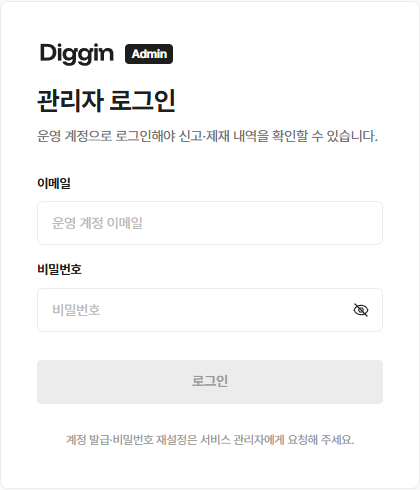 Diggin Admin
관리자 로그인
운영 계정으로 로그인해야 신고·제재 내역을 확인할 수 있습니다.
이메일
운영 계정 이메일
비밀번호
비밀번호
로그인
계정 발급·비밀번호 재설정은 서비스 관리자에게 요청해 주세요.